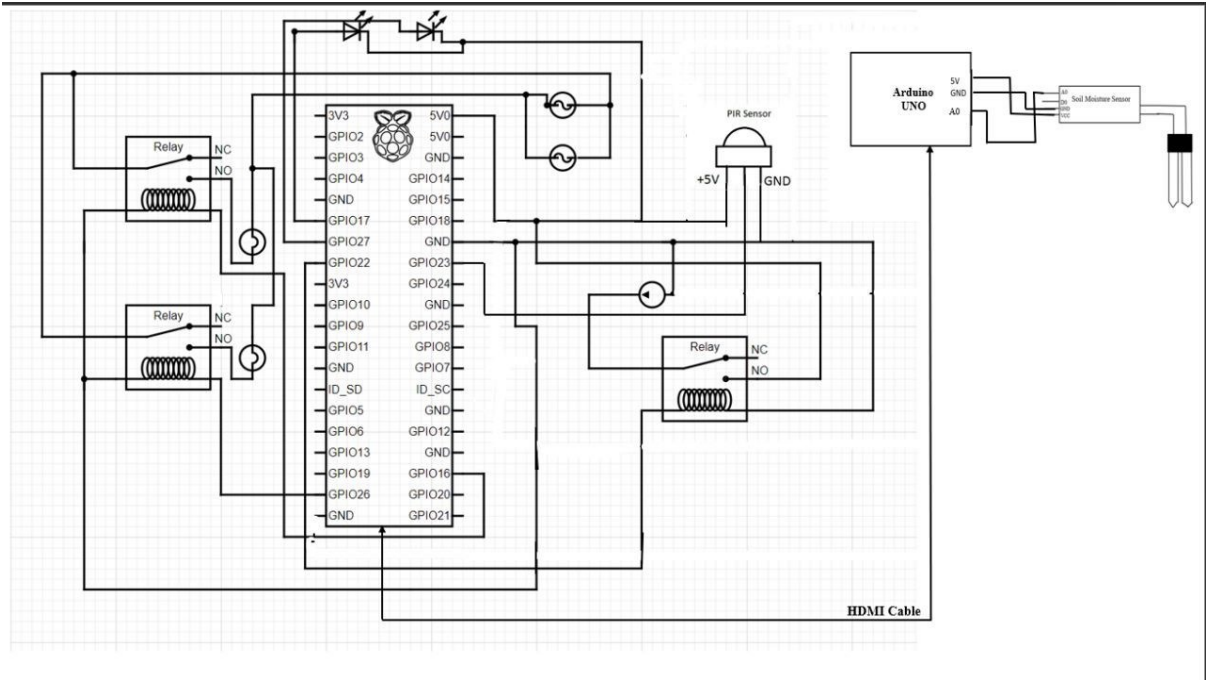 3V3
GPIO2
GPIO3
GPIO4
GND
GPIO17
GPIO27
GPIO22
3V3
GPIO10
GPIO9
GPIO11
GND
ID_SD
GPIO5
GPIO6
GPIO13
GPIO19
GPIO26
GND
5V0
5V0
GND
GPIO14
GPIO15
GPIO18
GND
GPIO23
GPIO24
GND
GPIO25
GPIO8
GPIO7
ID_SC
GND
GPIO12
GND
GPIO16
GPIO20
GPIO21
Relay
NC
NO
Relay
NC
NO
PIR Sensor
+5V
GND
Relay
NC
NO
Arduino
UNO
5V
GND
A0
A0
GND
VCC
Soil Moisture Sensor
HDMI Cable